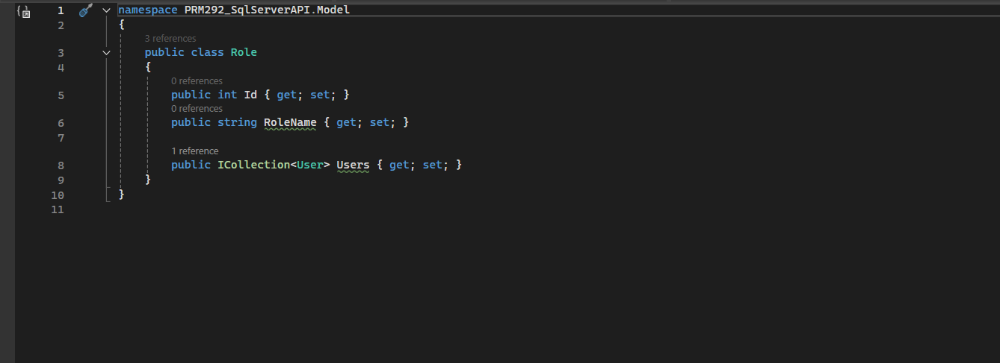 1 namespace PRM292_SqlServerAPI.Model
2 {
3 references
3 public class Role
4 {
0 references
5 public int Id { get; set; }
0 references
6 public string RoleName { get; set; }
7
1 reference
8 public ICollection<User> Users { get; set; }
9 }
10 }
11